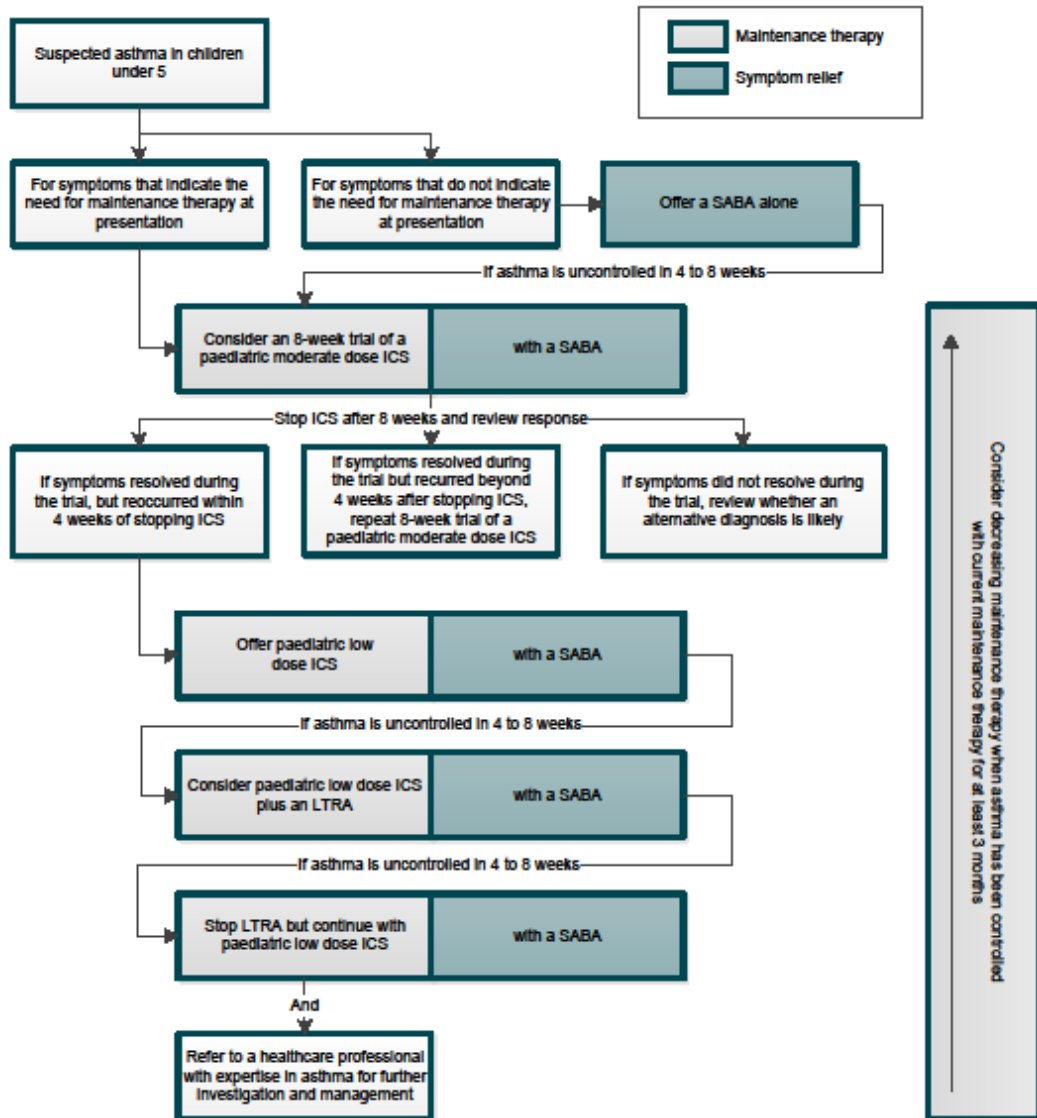 Suspected asthma in children
under 5
Maintenance therapy
Symptom relief
For symptoms that indicate the
need for maintenance therapy at
presentation
For symptoms that do not indicate
the need for maintenance therapy
at presentation
Offer a SABA alone
If asthma is uncontrolled in 4 to 8 weeks
Consider an 8-week trial of a
paediatric moderate dose ICS
with a SABA
Stop ICS after 8 weeks and review response
If symptoms resolved during
the trial, but reoccurred within
4 weeks of stopping ICS
If symptoms resolved during
the trial but recurred beyond
4 weeks after stopping ICS,
repeat 8-week trial of a
paediatric moderate dose ICS
If symptoms did not resolve during
the trial, review whether an
alternative diagnosis is likely
Offer paediatric low
dose ICS
with a SABA
If asthma is uncontrolled in 4 to 8 weeks
Consider paediatric low dose ICS
plus an LTRA
with a SABA
If asthma is uncontrolled in 4 to 8 weeks
Stop LTRA but continue with
paediatric low dose ICS
with a SABA
And
Refer to a healthcare professional
with expertise in asthma for further
investigation and management
Consider decreasing maintenance therapy when asthma has been controlled
with current maintenance therapy for at least 3 months